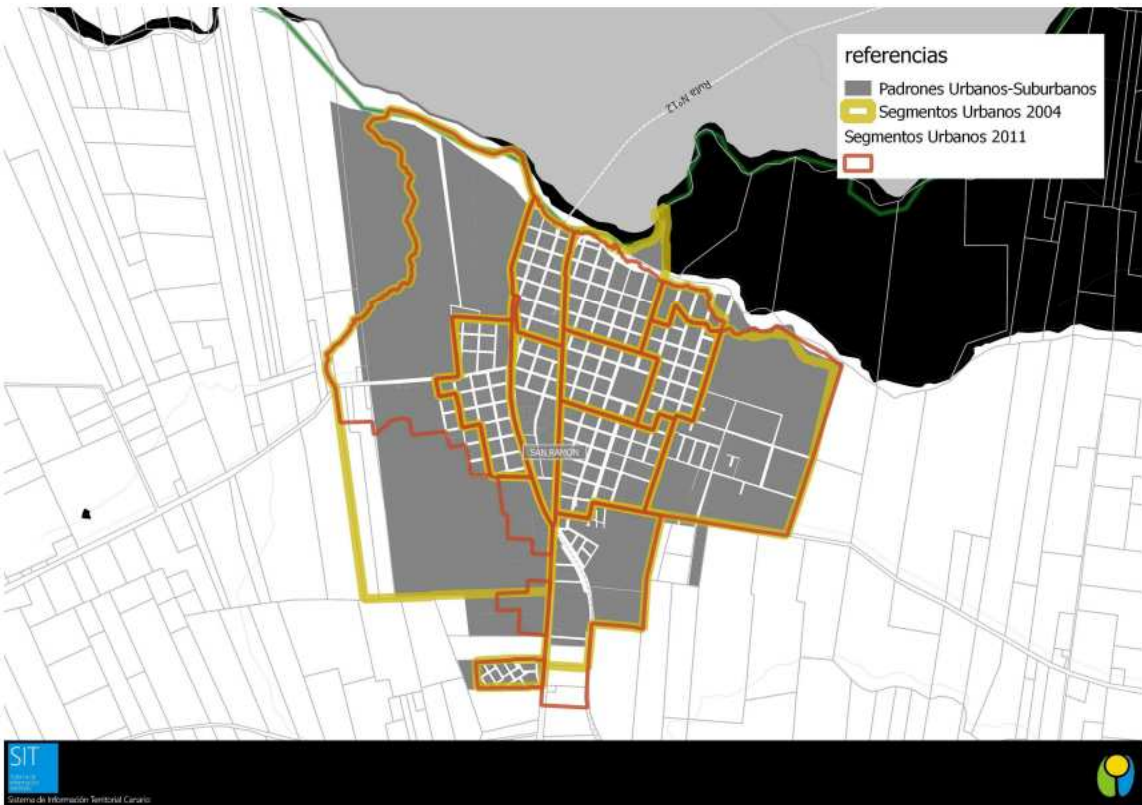 referencias
Padrones Urbanos-Suburbanos
Segmentos Urbanos 2004
Segmentos Urbanos 2011
Ruta Nº12
SAN RAMÓN
SIT
Sistema de Información Territorial Canario